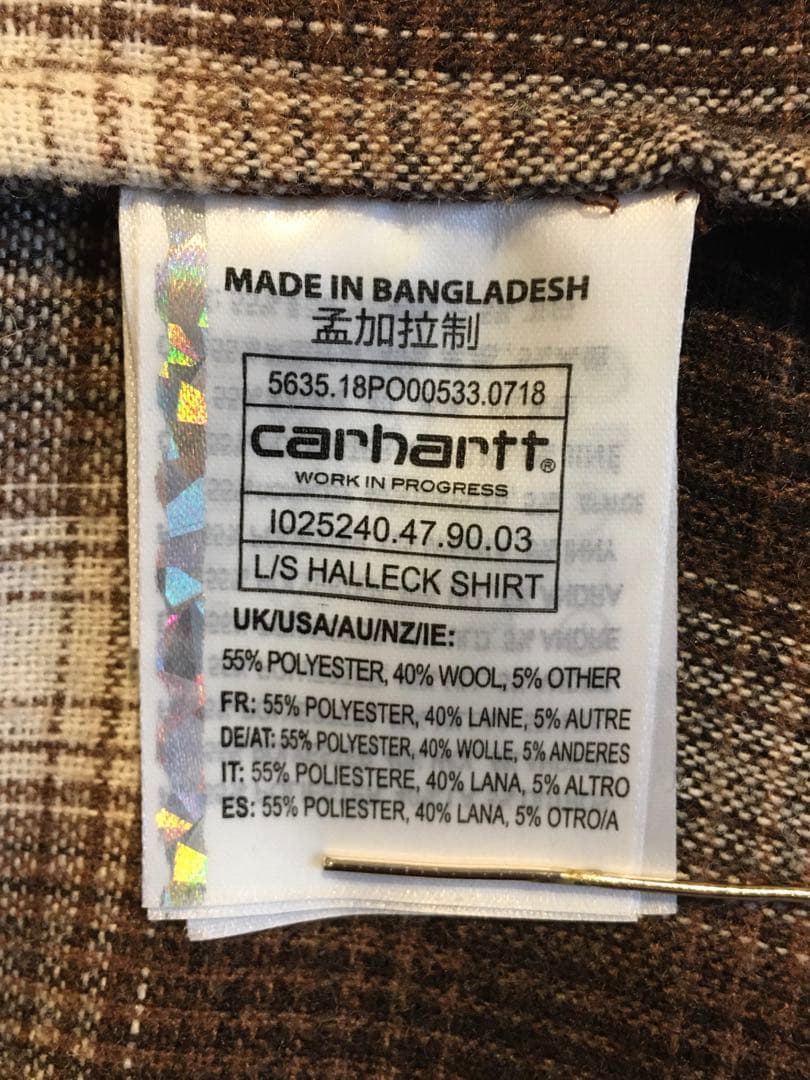 MADE IN BANGLADESH
孟加拉制
5635.18PO00533.0718
carhartt®
WORK IN PROGRESS
I025240.47.90.03
L/S HALLECK SHIRT
UK/USA/AU/NZ/IE:
55% POLYESTER, 40% WOOL, 5% OTHER
FR: 55% POLYESTER, 40% LAINE, 5% AUTRE
DE/AT: 55% POLYESTER, 40% WOLLE, 5% ANDERES
IT: 55% POLIESTERE, 40% LANA, 5% ALTRO
ES: 55% POLIESTER, 40% LANA, 5% OTRO/A